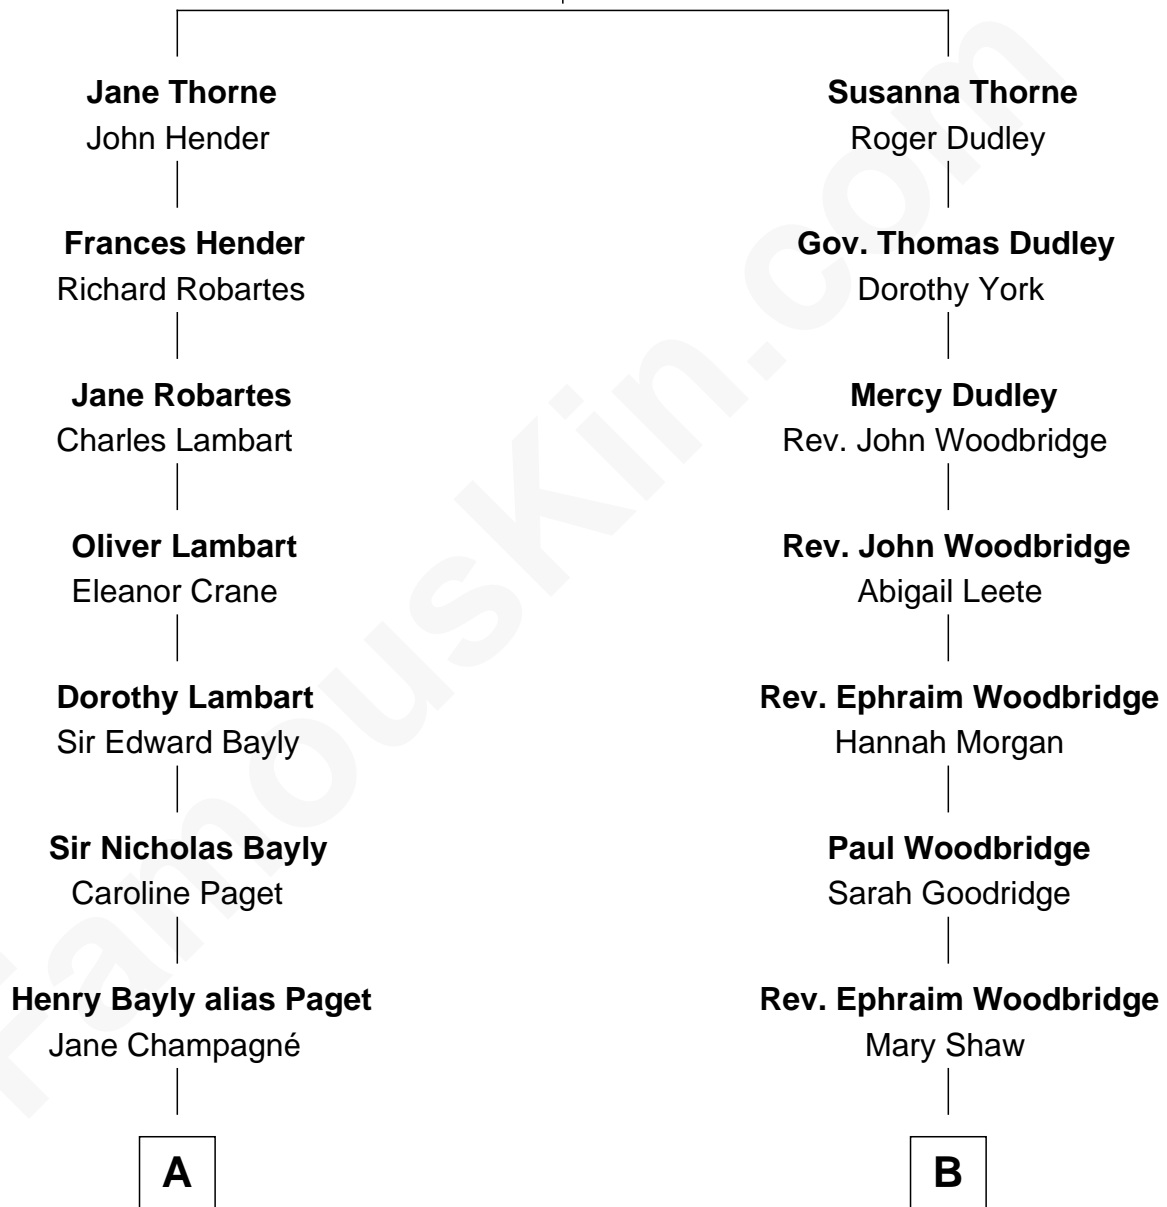 Jane Thorne
John Hender
Frances Hender
Richard Robartes
Jane Robartes
Charles Lambart
Oliver Lambart
Eleanor Crane
Dorothy Lambart
Sir Edward Bayly
Sir Nicholas Bayly
Caroline Paget
Henry Bayly alias Paget
Jane Champagné
A
Susanna Thorne
Roger Dudley
Gov. Thomas Dudley
Dorothy York
Mercy Dudley
Rev. John Woodbridge
Rev. John Woodbridge
Abigail Leete
Rev. Ephraim Woodbridge
Hannah Morgan
Paul Woodbridge
Sarah Goodridge
Rev. Ephraim Woodbridge
Mary Shaw
B
FamousKin.com